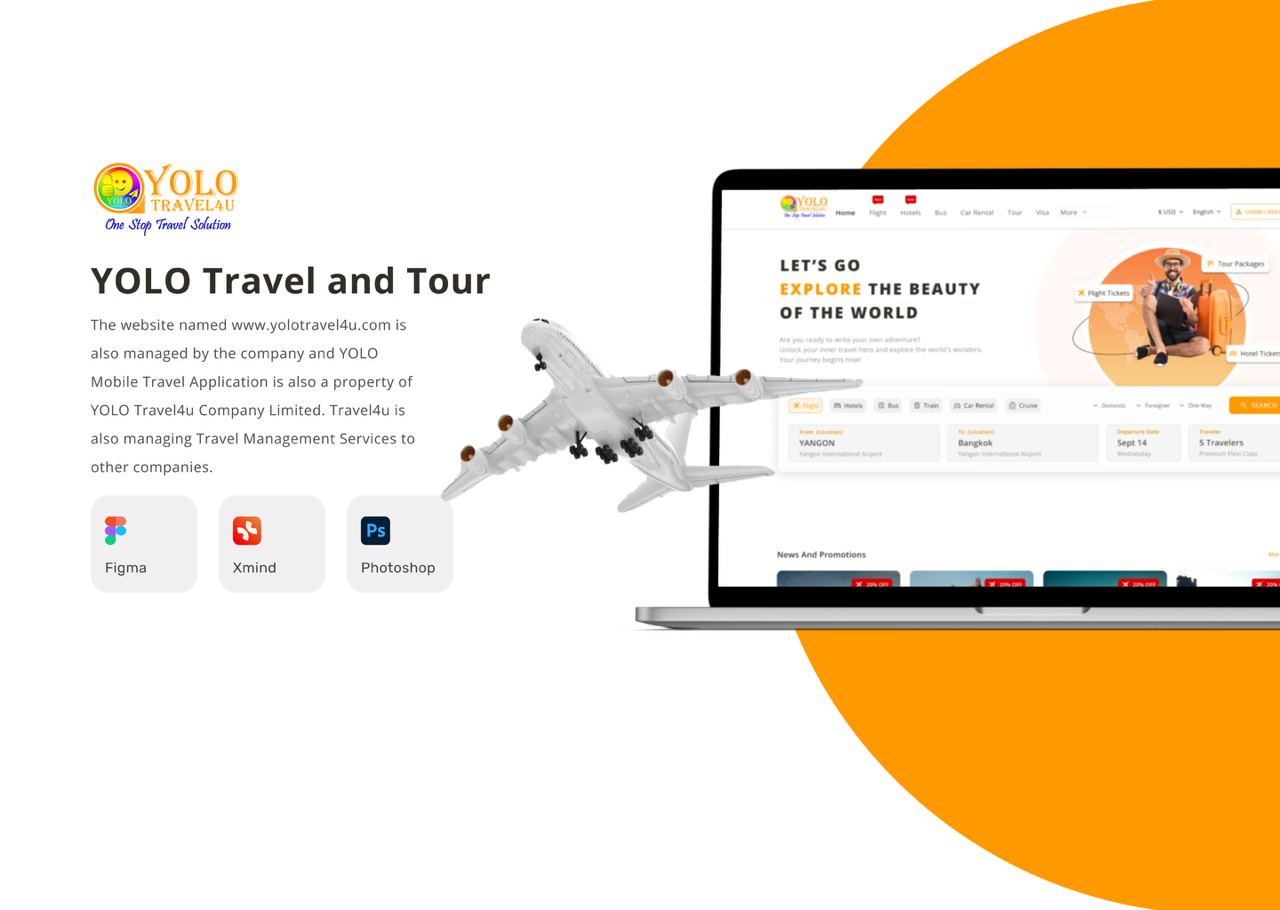 YOLO
YOLO
TRAVEL4U
One Stop Travel Solution
YOLO Travel and Tour
The website named www.yolotravel4u.com is
also managed by the company and YOLO
Mobile Travel Application is also a property of
YOLO Travel4u Company Limited. Travel4u is
also managing Travel Management Services to
other companies.
Figma
Xmind
Ps
Photoshop
YOLO
TRAVEL4U
One Stop Travel Solution
Home Flight Hotels Bus Car Rental Tour Visa More $ USD English LOGIN /
LET'S GO
EXPLORE THE BEAUTY
OF THE WORLD
Are you ready to write your own adventure?
Unlock your inner travel hero and explore the world's wonders.
Your journey begins now!
Tour Packages
Flight Tickets
Hotel Tickets
Flight Hotels Bus Train Car Rental Cruise Domestic Foreigner One Way SEARCH
From (Location) To (Location) Departure Date Traveler
YANGON Bangkok Sept 14 5 Travelers
Yangon International Airport Yangon International Airport Wednesday Premium Flexi Class
News And Promotions
20% OFF 20% OFF 20% OFF 20%